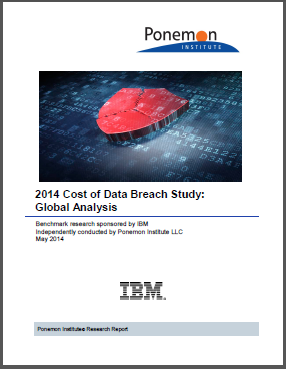 Ponemon
INSTITUTE
2014 Cost of Data Breach Study:
Global Analysis
Benchmark research sponsored by IBM
Independently conducted by Ponemon Institute LLC
May 2014
IBM
Ponemon Institute© Research Report